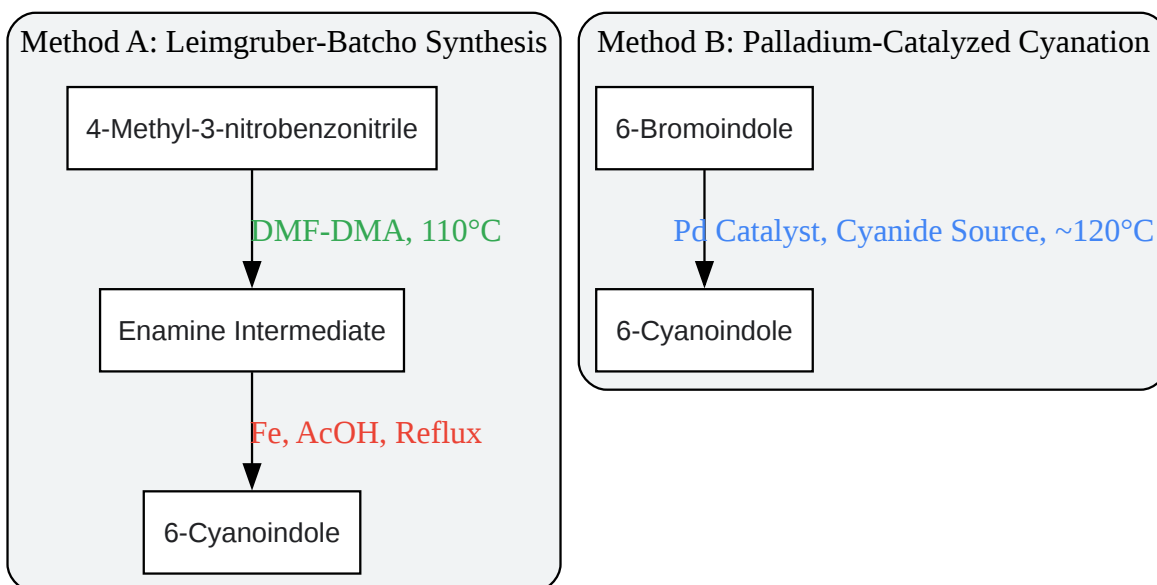 Method A: Leimgruber-Batcho Synthesis
4-Methyl-3-nitrobenzonitrile
DMF-DMA, 110°C
Enamine Intermediate
Fe, AcOH, Reflux
6-Cyanoindole
Method B: Palladium-Catalyzed Cyanation
6-Bromoindole
Pd Catalyst, Cyanide Source, ~120°C
6-Cyanoindole